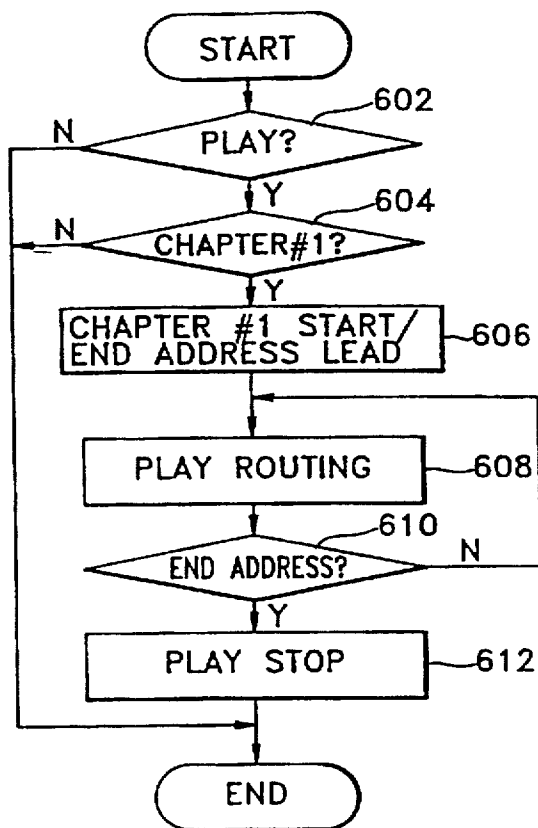 START
602
N
PLAY?
Y
604
N
CHAPTER#1?
Y
CHAPTER #1 START/
END ADDRESS LEAD
606
PLAY ROUTING
608
610
END ADDRESS?
N
Y
PLAY STOP
612
END